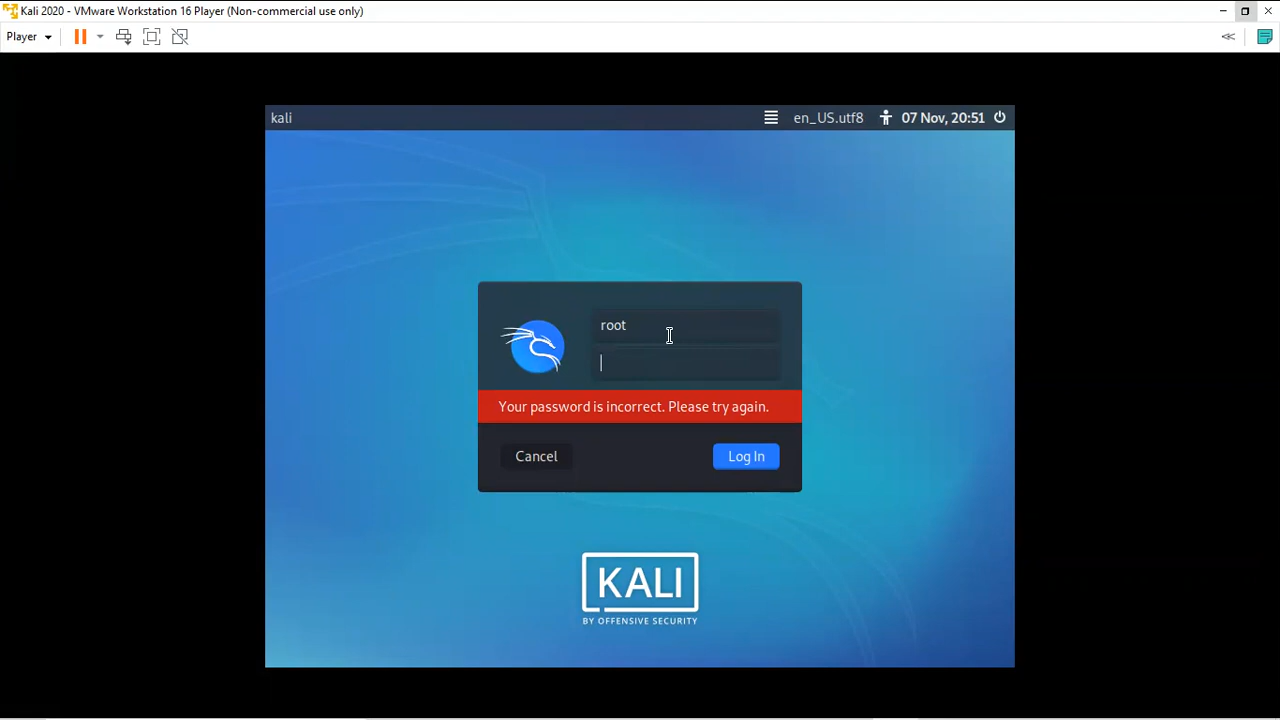 Kali 2020 - VMware Workstation 16 Player (Non-commercial use only)
Player
kali en_US.utf8 07 Nov, 20:51
root
Your password is incorrect. Please try again.
Cancel Log In
KALI
BY OFFENSIVE SECURITY